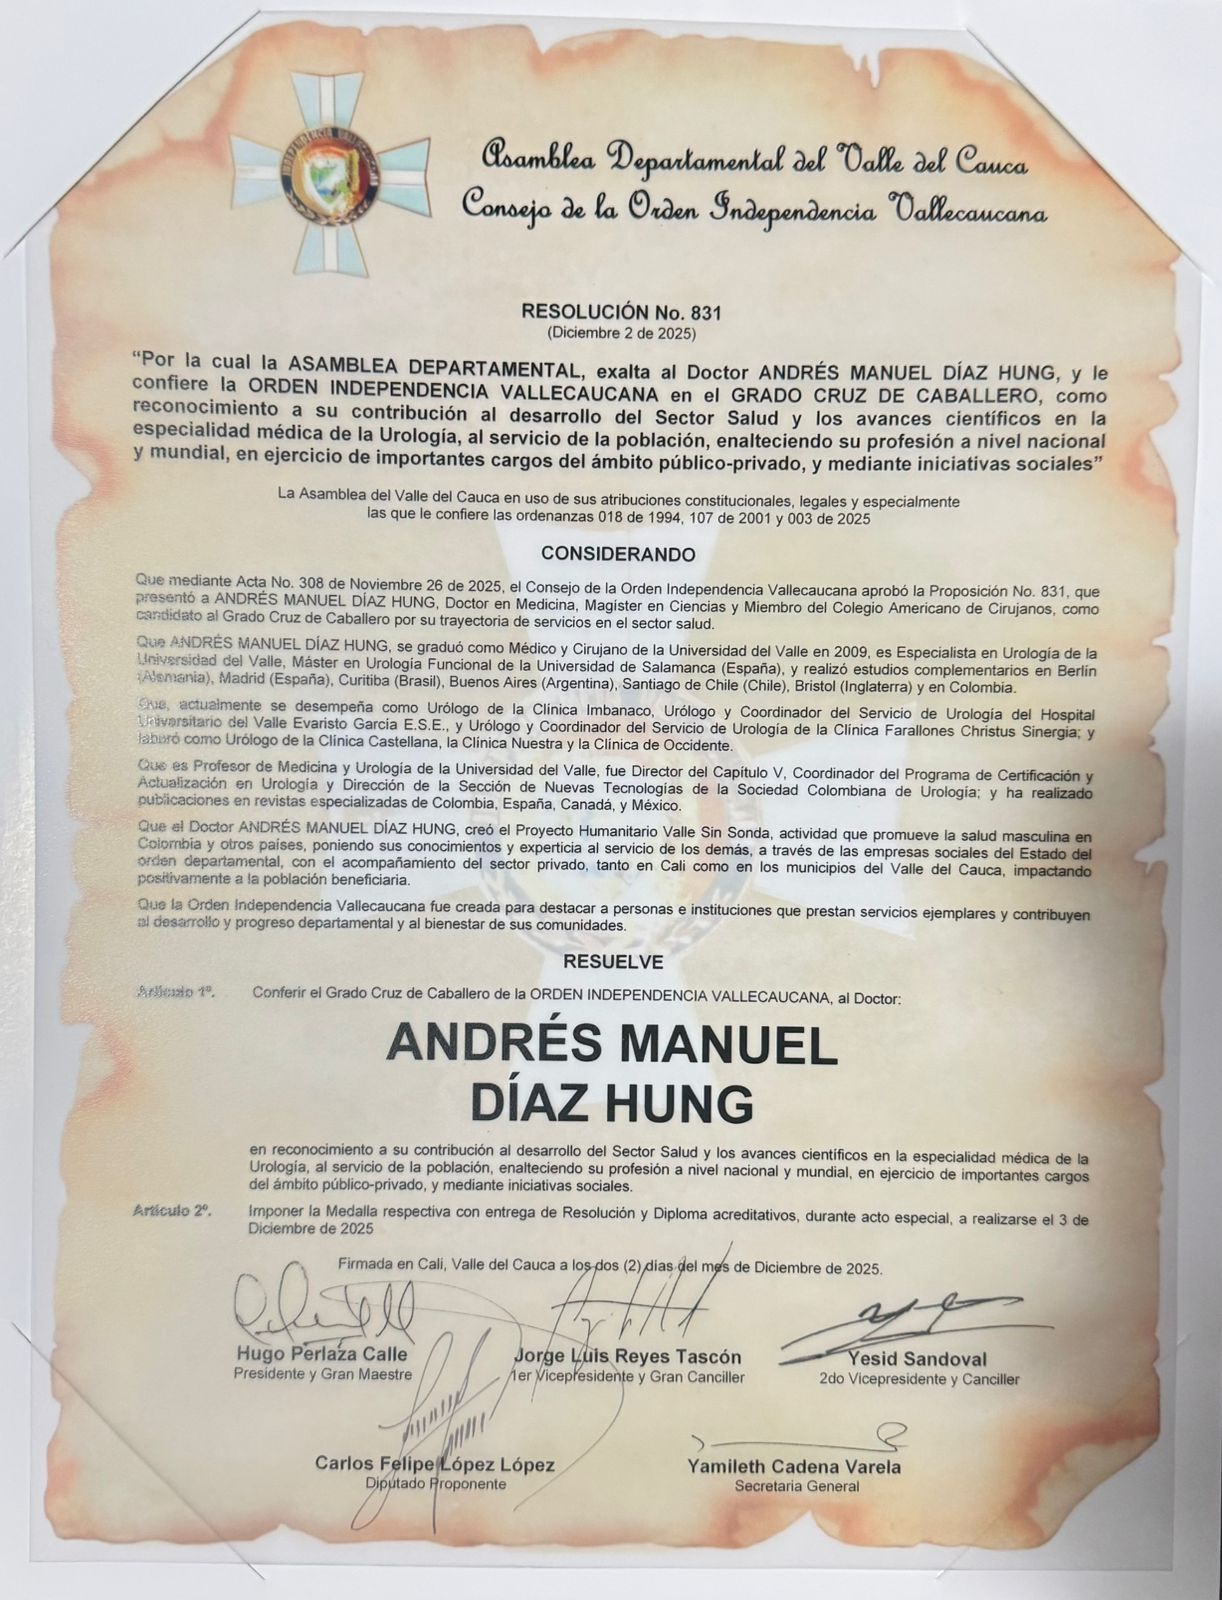 INDEPENDENCIA VALLECAUCANA
Asamblea Departamental del Valle del Cauca
Consejo de la Orden Independencia Vallecaucana
RESOLUCIÓN No. 831
(Diciembre 2 de 2025)
“Por la cual la ASAMBLEA DEPARTAMENTAL, exalta al Doctor ANDRÉS MANUEL DÍAZ HUNG, y le
confiere la ORDEN INDEPENDENCIA VALLECAUCANA en el GRADO CRUZ DE CABALLERO, como
reconocimiento a su contribución al desarrollo del Sector Salud y los avances científicos en la
especialidad médica de la Urología, al servicio de la población, enalteciendo su profesión a nivel nacional
y mundial, en ejercicio de importantes cargos del ámbito público-privado, y mediante iniciativas sociales”
La Asamblea del Valle del Cauca en uso de sus atribuciones constitucionales, legales y especialmente
las que le confiere las ordenanzas 018 de 1994, 107 de 2001 y 003 de 2025
CONSIDERANDO
Que mediante Acta No. 308 de Noviembre 26 de 2025, el Consejo de la Orden Independencia Vallecaucana aprobó la Proposición No. 831, que
presentó a ANDRÉS MANUEL DÍAZ HUNG, Doctor en Medicina, Magíster en Ciencias y Miembro del Colegio Americano de Cirujanos, como
candidato al Grado Cruz de Caballero por su trayectoria de servicios en el sector salud.
Que ANDRÉS MANUEL DÍAZ HUNG, se graduó como Médico y Cirujano de la Universidad del Valle en 2009, es Especialista en Urología de la
Universidad del Valle, Máster en Urología Funcional de la Universidad de Salamanca (España), y realizó estudios complementarios en Berlín
(Alemania), Madrid (España), Curitiba (Brasil), Buenos Aires (Argentina), Santiago de Chile (Chile), Bristol (Inglaterra) y en Colombia.
Que, actualmente se desempeña como Urólogo de la Clínica Imbanaco, Urólogo y Coordinador del Servicio de Urología del Hospital
Universitario del Valle Evaristo Garcia E.S.E., y Urólogo y Coordinador del Servicio de Urología de la Clínica Farallones Christus Sinergia; y
laboró como Urólogo de la Clínica Castellana, la Clínica Nuestra y la Clínica de Occidente.
Que es Profesor de Medicina y Urología de la Universidad del Valle, fue Director del Capítulo V, Coordinador del Programa de Certificación y
Actualización en Urología y Dirección de la Sección de Nuevas Tecnologías de la Sociedad Colombiana de Urología; y ha realizado
publicaciones en revistas especializadas de Colombia, España, Canadá, y México.
Que el Doctor ANDRÉS MANUEL DÍAZ HUNG, creó el Proyecto Humanitario Valle Sin Sonda, actividad que promueve la salud masculina en
Colombia y otros países, poniendo sus conocimientos y experticia al servicio de los demás, a través de las empresas sociales del Estado del
orden departamental, con el acompañamiento del sector privado, tanto en Cali como en los municipios del Valle del Cauca, impactando
positivamente a la población beneficiaria.
Que la Orden Independencia Vallecaucana fue creada para destacar a personas e instituciones que prestan servicios ejemplares y contribuyen
al desarrollo y progreso departamental y al bienestar de sus comunidades.
RESUELVE
Artículo 1º. Conferir el Grado Cruz de Caballero de la ORDEN INDEPENDENCIA VALLECAUCANA, al Doctor:
ANDRÉS MANUEL
DÍAZ HUNG
en reconocimiento a su contribución al desarrollo del Sector Salud y los avances científicos en la especialidad médica de la
Urología, al servicio de la población, enalteciendo su profesión a nivel nacional y mundial, en ejercicio de importantes cargos
del ámbito público-privado, y mediante iniciativas sociales.
Artículo 2º. Imponer la Medalla respectiva con entrega de Resolución y Diploma acreditativos, durante acto especial, a realizarse el 3 de
Diciembre de 2025
Firmada en Cali, Valle del Cauca a los dos (2) días del mes de Diciembre de 2025.
Hugo Perlaza Calle Jorge Luis Reyes Tascón Yesid Sandoval
Presidente y Gran Maestre 1er Vicepresidente y Gran Canciller 2do Vicepresidente y Canciller
Carlos Felipe López López Yamileth Cadena Varela
Diputado Proponente Secretaria General